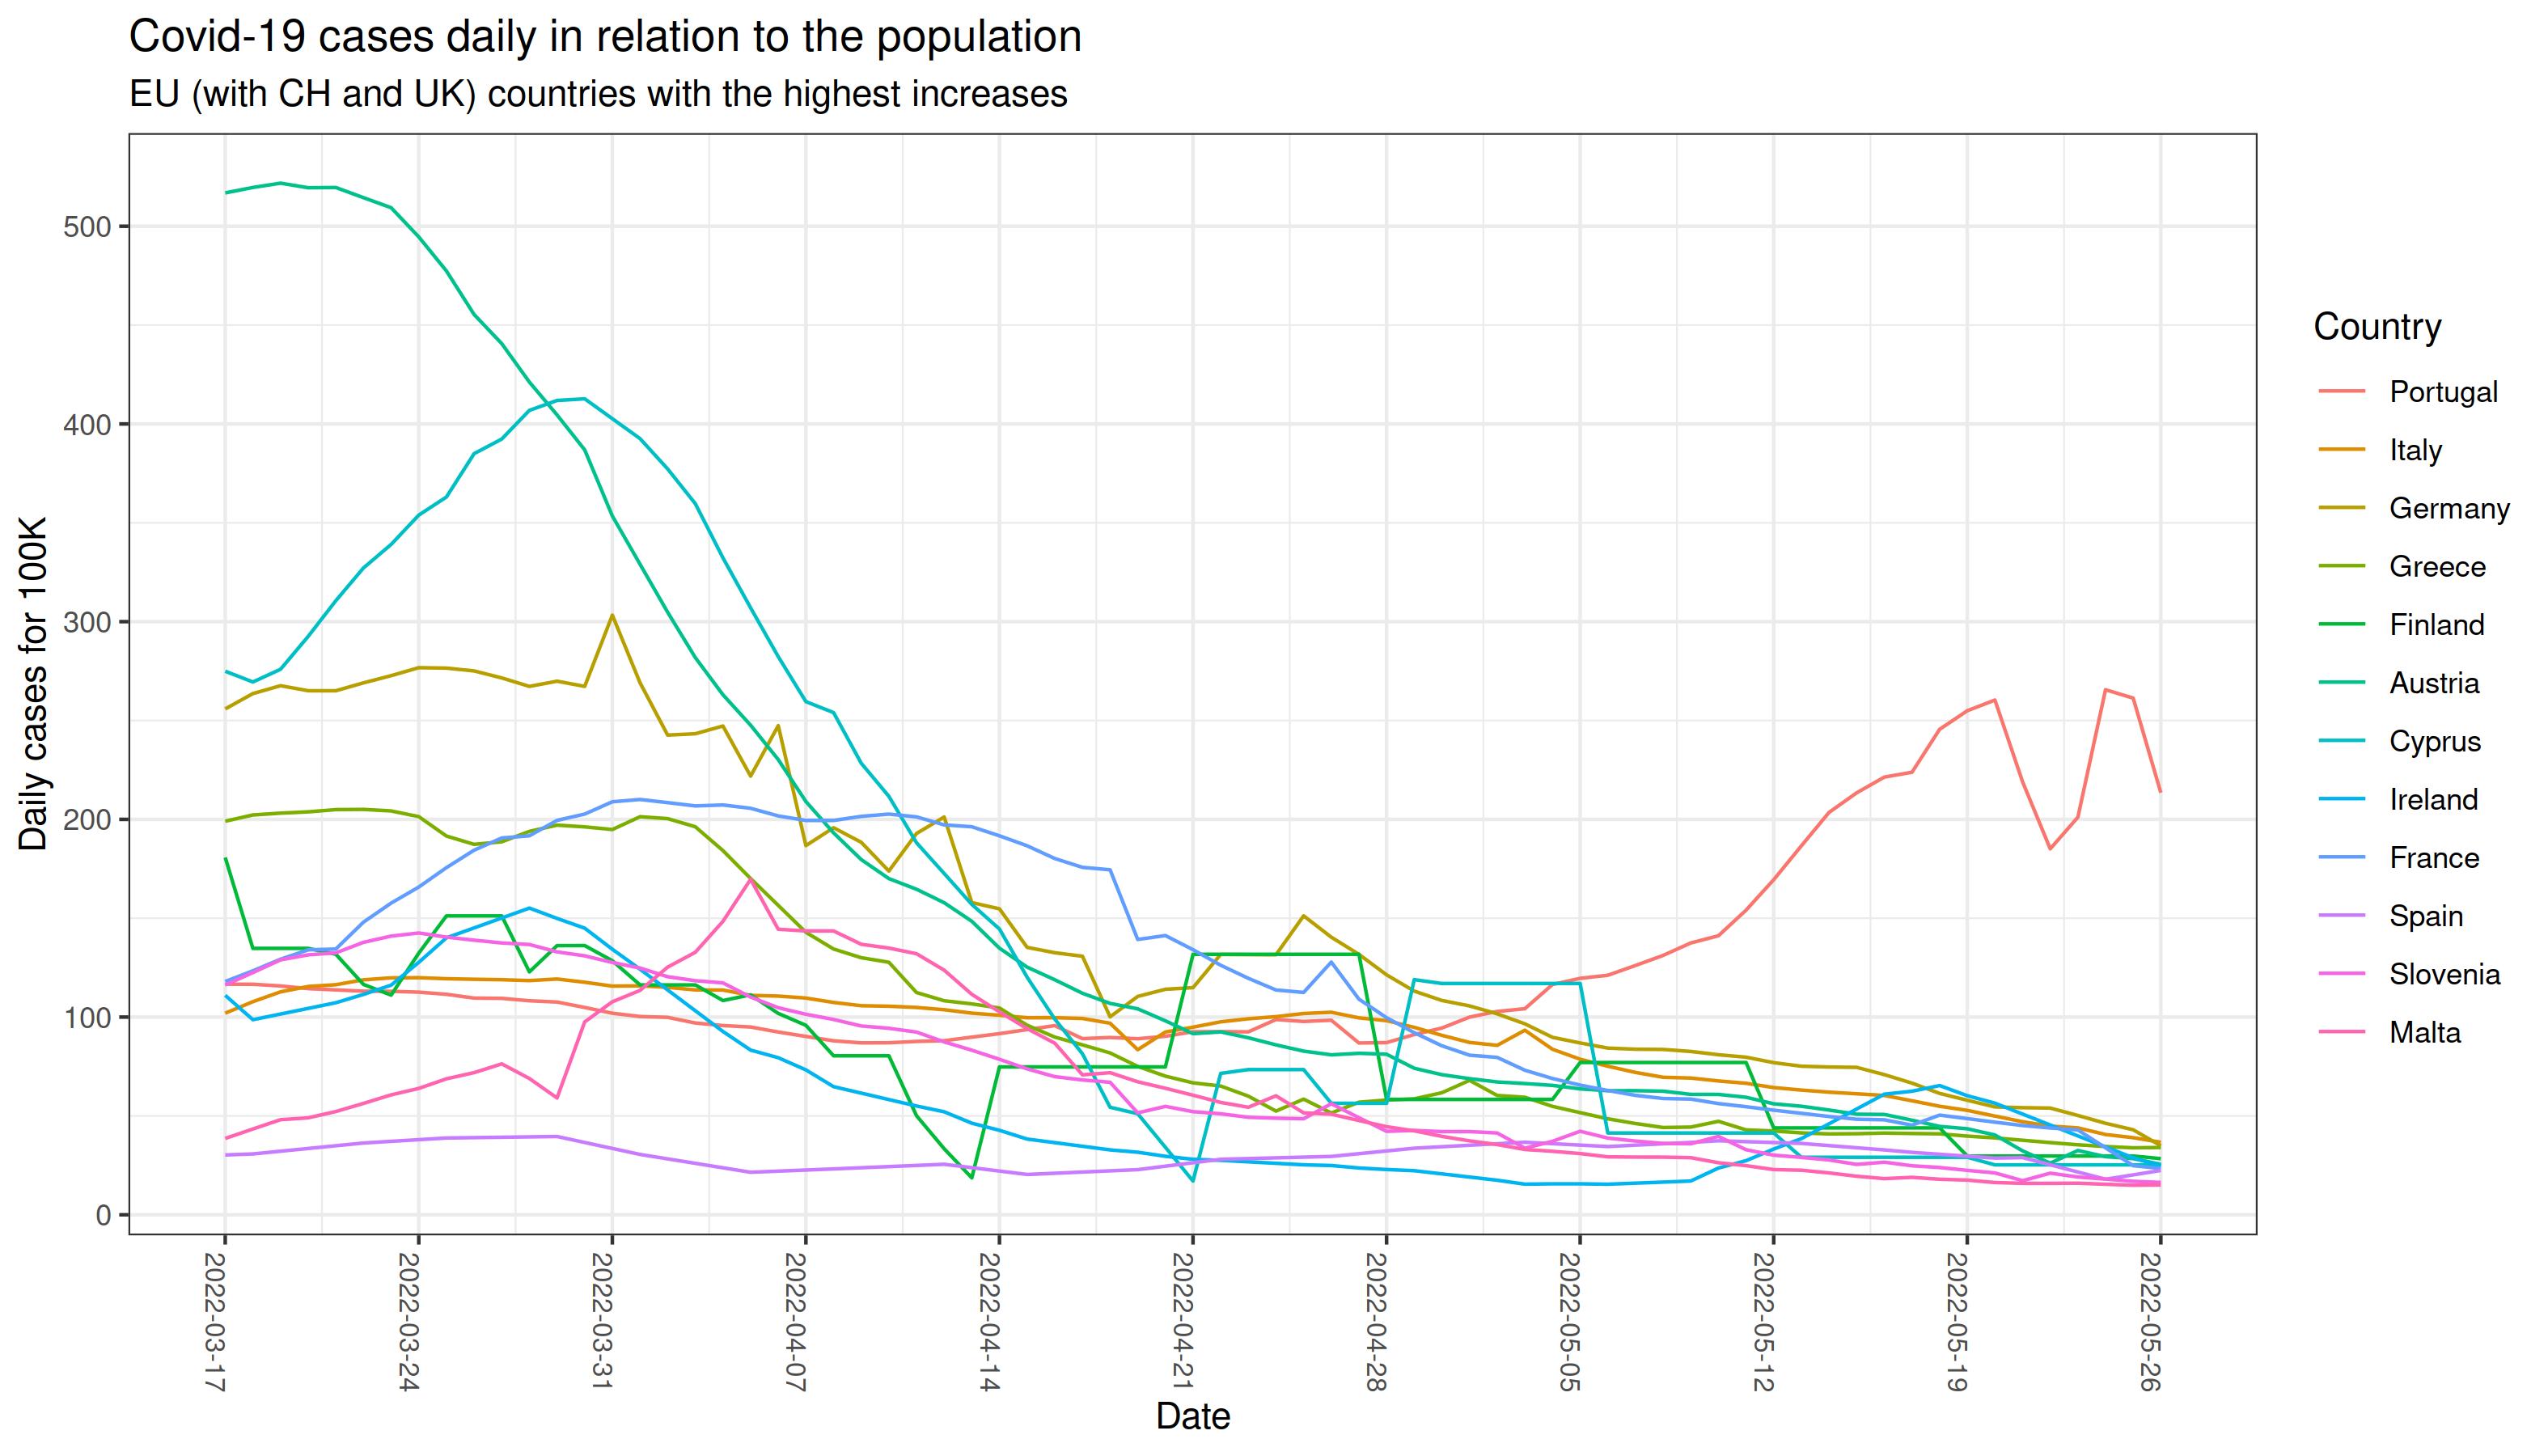 Covid-19 cases daily in relation to the population
EU (with CH and UK) countries with the highest increases
Daily cases for 100K
500
400
300
200
100
0
2022-03-17
2022-03-24
2022-03-31
2022-04-07
2022-04-14
2022-04-21
2022-04-28
2022-05-05
2022-05-12
2022-05-19
2022-05-26
Date
Country
Portugal
Italy
Germany
Greece
Finland
Austria
Cyprus
Ireland
France
Spain
Slovenia
Malta